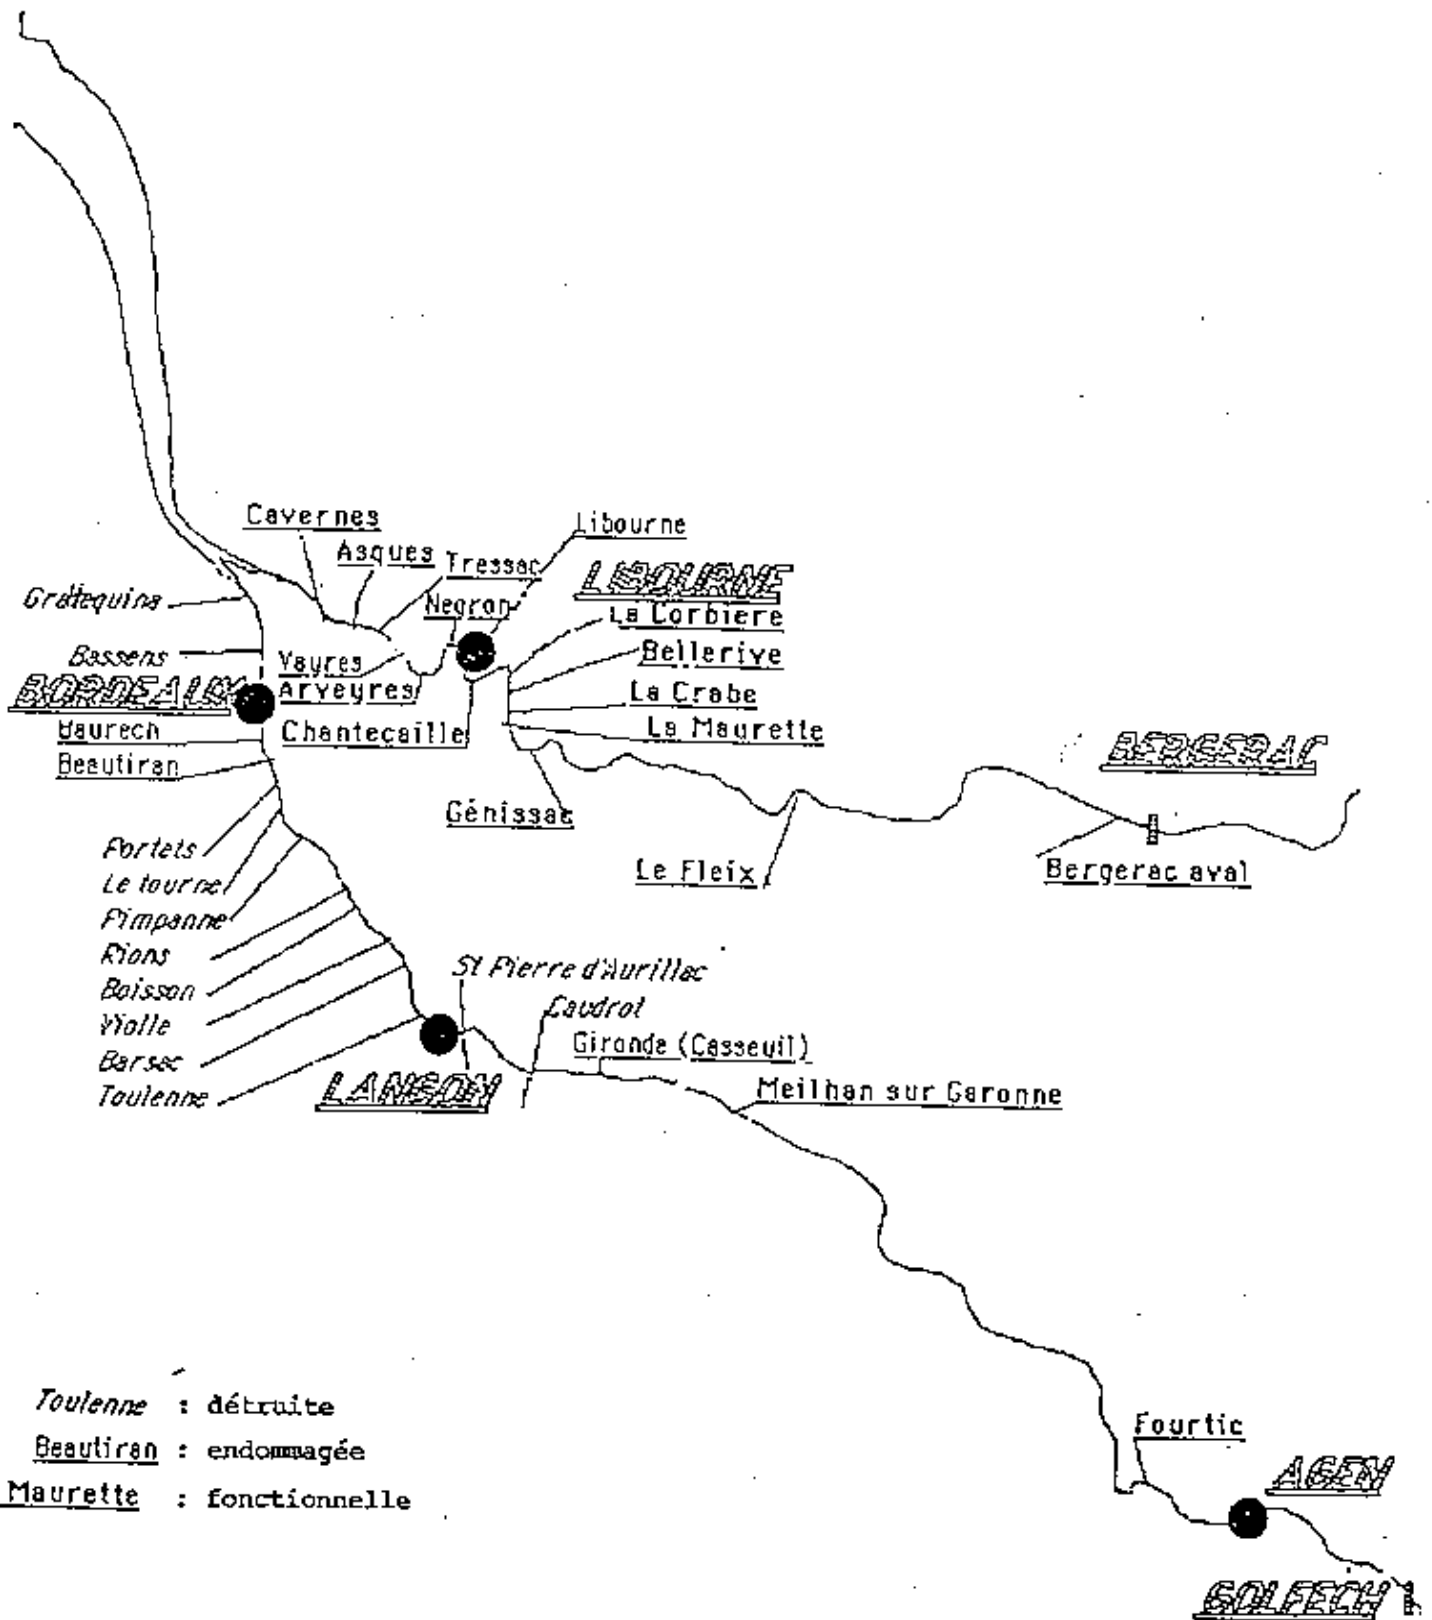 Cavernes
Libourne
Asques
Tressac
LIBOURNE
Grattequina
Negron
La Corbiere
Bassens
Vayres
Bellerive
BORDEAUX
Arveyres
La Crabe
Baurech
Chantecaille
La Maurette
BERGERAC
Beautiran
Génissac
Portets
Le Fleix
Bergerac aval
Le tourne
Pimpanne
Rions
St Pierre d'Aurillac
Boisson
Caudrot
Violle
Gironde (Casseuil)
Barsac
LANGON
Meilhan sur Garonne
Toulenne
Toulenne : détruite
Fourtic
Beautiran : endommagée
AGEN
Maurette : fonctionnelle
GOLFECH